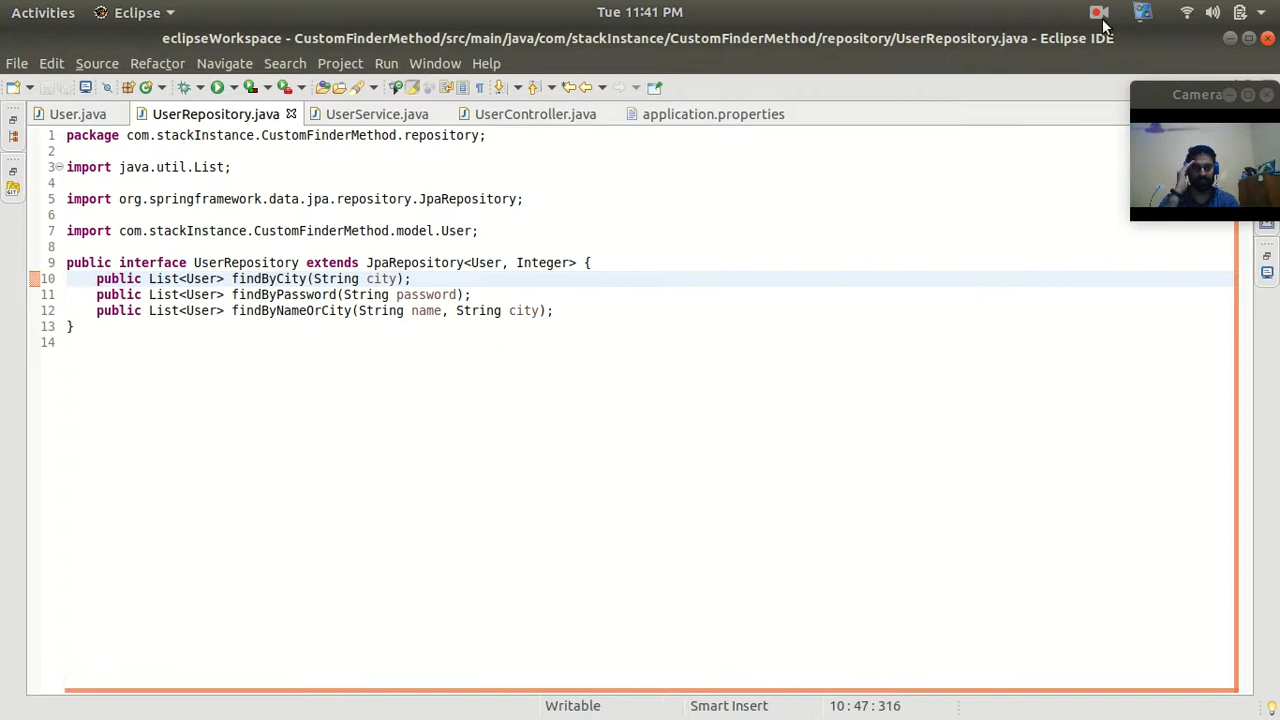 Activities Eclipse Tue 11:41 PM
eclipseWorkspace - CustomFinderMethod/src/main/java/com/stackInstance/CustomFinderMethod/repository/UserRepository.java - Eclipse IDE
File Edit Source Refactor Navigate Search Project Run Window Help
Camera
User.java UserRepository.java UserService.java UserController.java application.properties
1 package com.stackInstance.CustomFinderMethod.repository;
2
3 import java.util.List;
4
5 import org.springframework.data.jpa.repository.JpaRepository;
6
7 import com.stackInstance.CustomFinderMethod.model.User;
8
9 public interface UserRepository extends JpaRepository<User, Integer> {
10 public List<User> findByCity(String city);
11 public List<User> findByPassword(String password);
12 public List<User> findByNameOrCity(String name, String city);
13 }
14
Writable Smart Insert 10:47:316